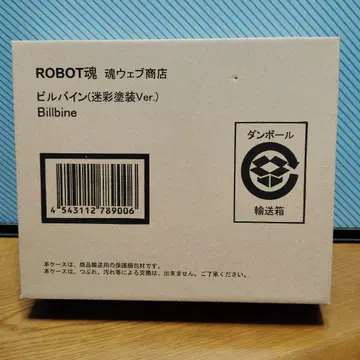 ROBOT魂 魂ウェブ商店
ビルバイン(迷彩塗装Ver.)
Billbine
4 543112 789006
ダンボール
輸送箱
本ケースは、商品輸送用の保護梱包材です。
本ケースは、つぶれ、汚れ等による交換は、出来ません。ご了承ください。